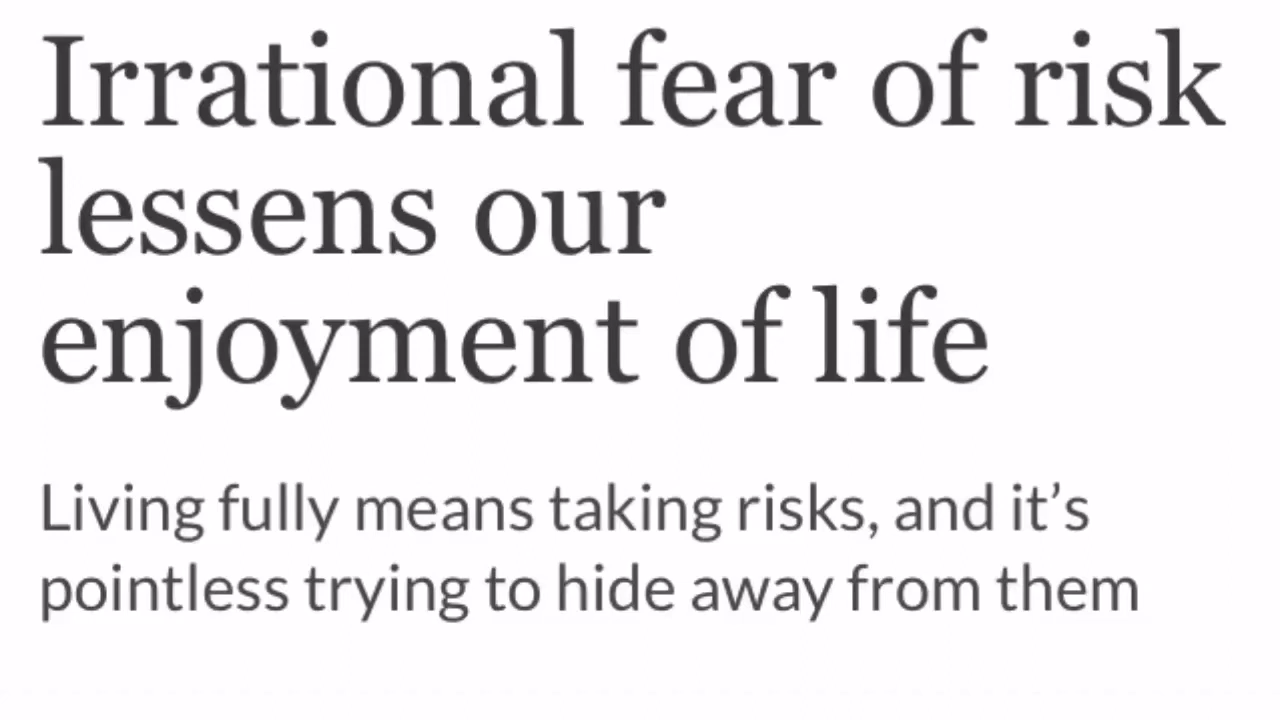 Irrational fear of risk
lessens our
enjoyment of life
Living fully means taking risks, and it’s
pointless trying to hide away from them